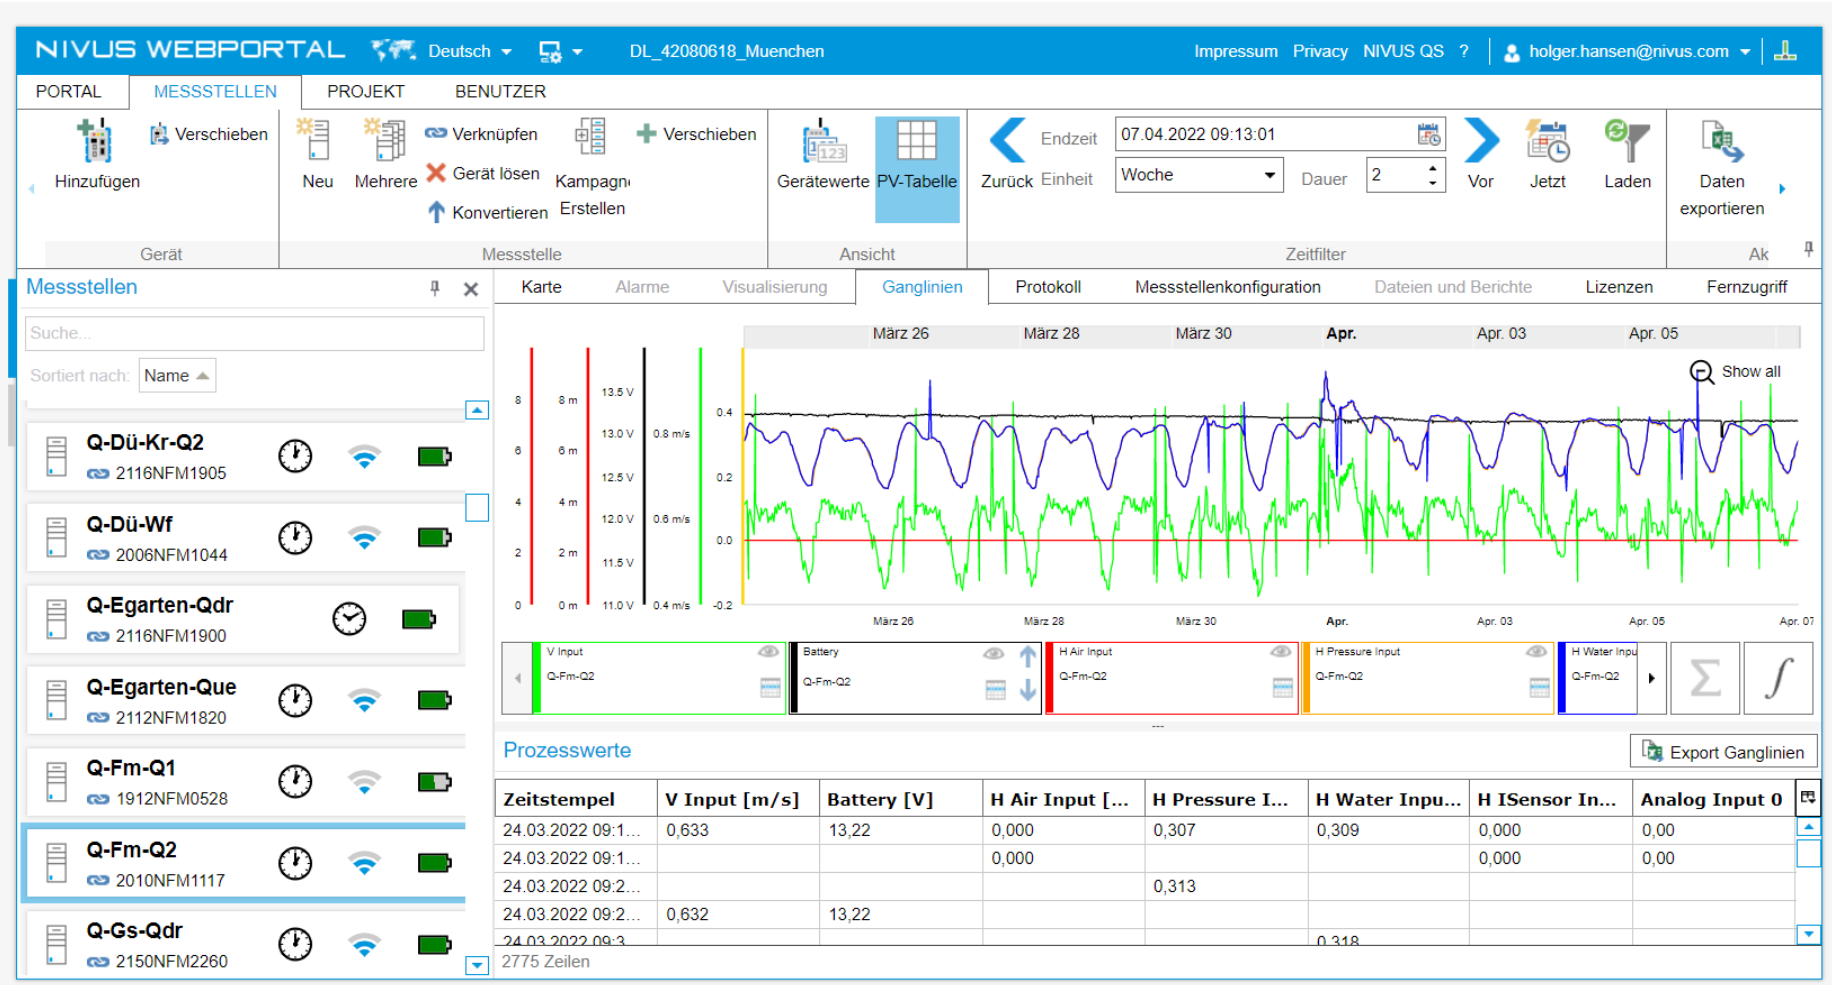 NIVUS WEBPORTAL Deutsch DL_42080618_Muenchen Impressum Privacy NIVUS QS ? holger.hansen@nivus.com
PORTAL MESSSTELLEN PROJEKT BENUTZER
Hinzufügen Verschieben
Gerät
Neu Mehrere Verknüpfen
Gerät lösen
Konvertieren
Kampagn
Erstellen
Verschieben
Messstelle
Gerätewerte PV-Tabelle
123
Ansicht
Zurück Endzeit 07.04.2022 09:13:01
Einheit Woche Dauer 2
Vor Jetzt Laden
Zeitfilter
Daten
exportieren
Ak
Messstellen
Suche...
Sortiert nach: Name
Q-Dü-Kr-Q2
2116NFM1905
Q-Dü-Wf
2006NFM1044
Q-Egarten-Qdr
2116NFM1900
Q-Egarten-Que
2112NFM1820
Q-Fm-Q1
1912NFM0528
Q-Fm-Q2
2010NFM1117
Q-Gs-Qdr
2150NFM2260
Karte Alarme Visualisierung Ganglinien Protokoll Messstellenkonfiguration Dateien und Berichte Lizenzen Fernzugriff
März 26 März 28 März 30 Apr. Apr. 03 Apr. 05
Show all
8 8 m 13.5 V 0.4
13.0 V 0.8 m/s
6 6 m
12.5 V 0.2
4 4 m
12.0 V 0.6 m/s
0.0
2 2 m
11.5 V
0 0 m 11.0 V 0.4 m/s -0.2
März 26 März 28 März 30 Apr. Apr. 03 Apr. 05 Apr. 07
V Input
Q-Fm-Q2
Battery
Q-Fm-Q2
H Air Input
Q-Fm-Q2
H Pressure Input
Q-Fm-Q2
H Water Inpu
Q-Fm-Q2
Σ ∫
---
Prozesswerte Export Ganglinien
Zeitstempel V Input [m/s] Battery [V] H Air Input [... H Pressure I... H Water Inpu... H ISensor In... Analog Input 0
24.03.2022 09:1... 0,633 13,22 0,000 0,307 0,309 0,000 0,00
24.03.2022 09:1... 0,000 0,000 0,00
24.03.2022 09:2... 0,313
24.03.2022 09:2... 0,632 13,22
24.03.2022 09:3... 0,318
2775 Zeilen